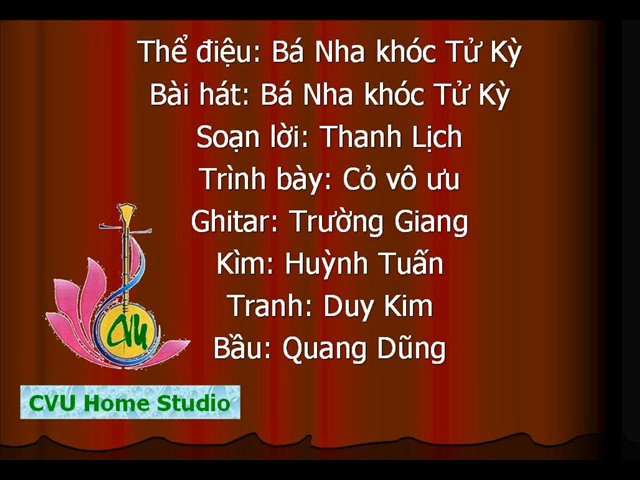 Thể điệu: Bá Nha khóc Tử Kỳ
Bài hát: Bá Nha khóc Tử Kỳ
Soạn lời: Thanh Lịch
Trình bày: Cỏ vô ưu
Ghitar: Trường Giang
Kìm: Huỳnh Tuấn
Tranh: Duy Kim
Bầu: Quang Dũng
CVU
CVU Home Studio